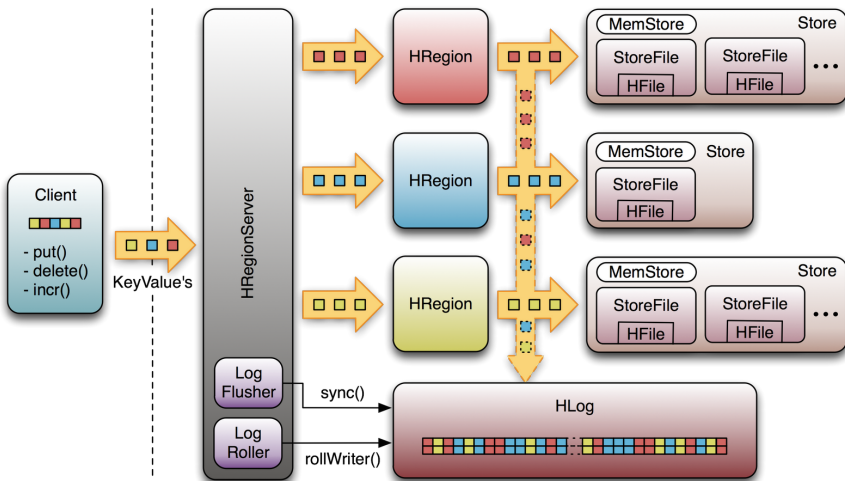 Client
- put()
- delete()
- incr()
KeyValue's
HRegionServer
Log
Flusher
Log
Roller
sync()
rollWriter()
HRegion
MemStore
Store
StoreFile
HFile
StoreFile
HFile
...
HRegion
MemStore
Store
StoreFile
HFile
HRegion
MemStore
Store
StoreFile
HFile
StoreFile
HFile
...
HLog